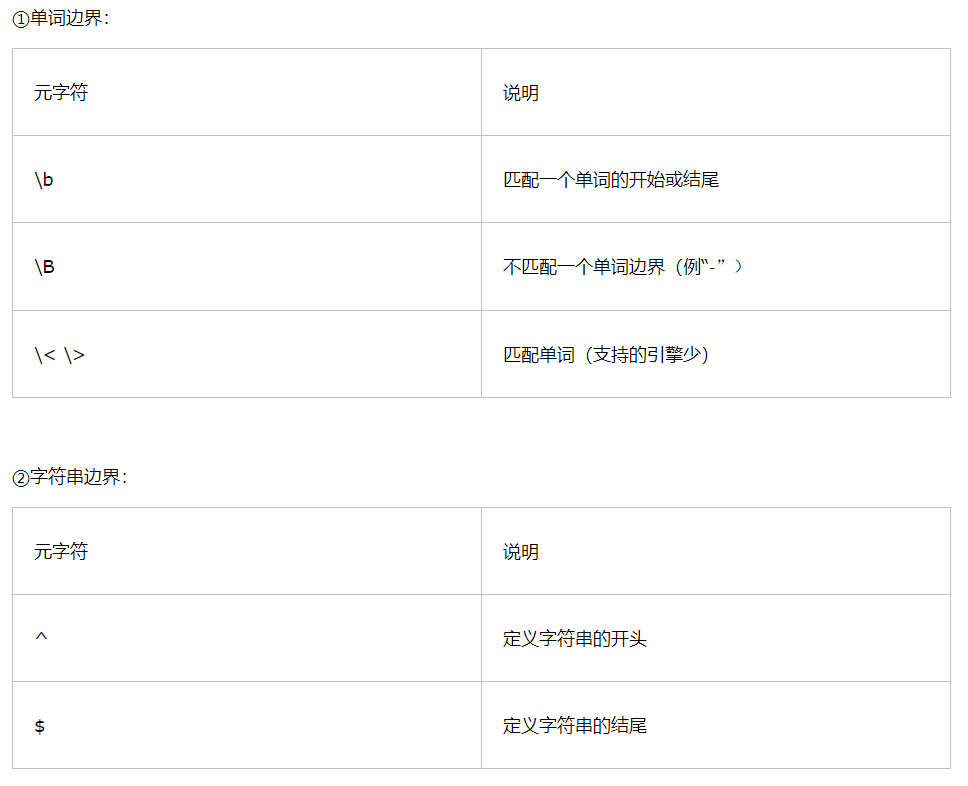 ①单词边界：
元字符 说明
\b 匹配一个单词的开始或结尾
\B 不匹配一个单词边界（例“-”）
\< \> 匹配单词（支持的引擎少）
②字符串边界：
元字符 说明
^ 定义字符串的开头
$ 定义字符串的结尾